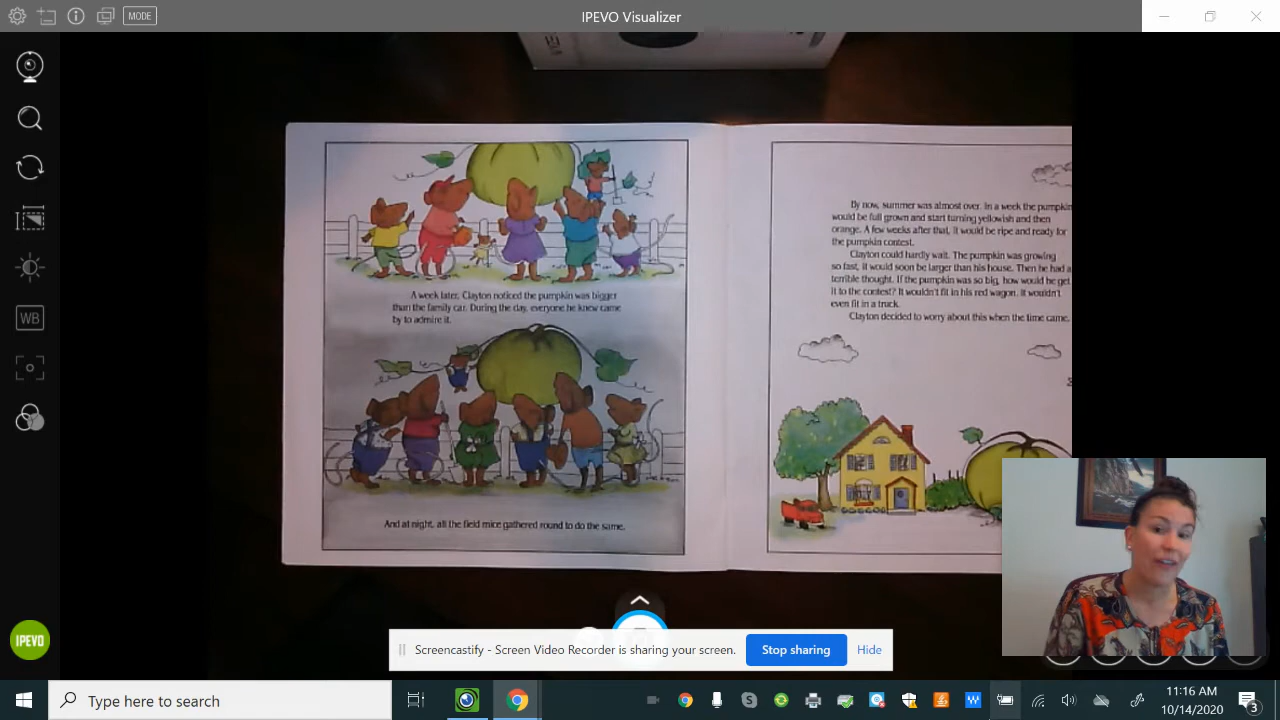 MODE
IPEVO Visualizer
A week later, Clayton noticed the pumpkin was bigger
than the family car. During the day, everyone he knew came
by to admire it.
And at night, all the field mice gathered round to do the same.
By now, summer was almost over. In a week the pumpkin
would be full grown and start turning yellowish and then
orange. A few weeks after that, it would be ripe and ready for
the pumpkin contest.
Clayton could hardly wait. The pumpkin was growing
so fast, it would soon be larger than his house. Then he had a
terrible thought. If the pumpkin was so big, how would he get
it to the contest? It wouldn't fit in his red wagon. It wouldn't
even fit in a truck.
Clayton decided to worry about this when the time came.
WB
IPEVO
Screencastify - Screen Video Recorder is sharing your screen.
Stop sharing
Hide
Type here to search
11:16 AM
10/14/2020
3